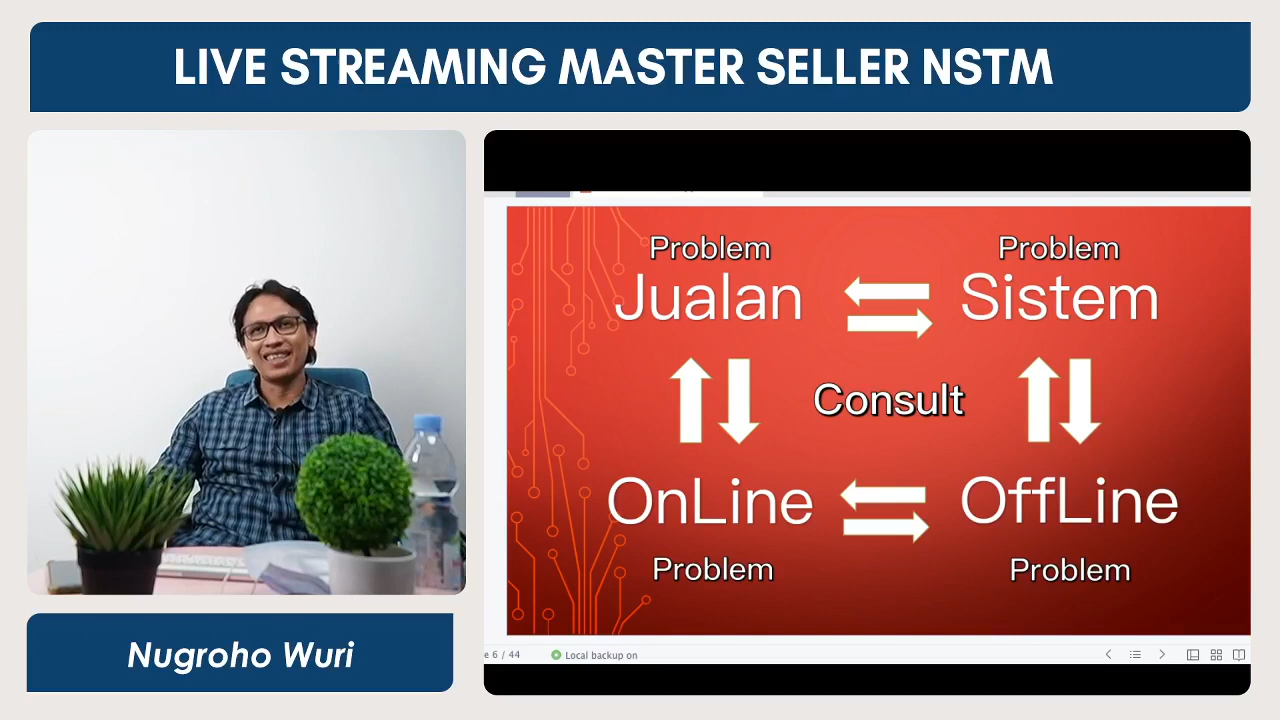 LIVE STREAMING MASTER SELLER NSTM
Problem
Problem
Jualan
Sistem
Consult
OnLine
OffLine
Problem
Problem
Nugroho Wuri
e 6 / 44
Local backup on